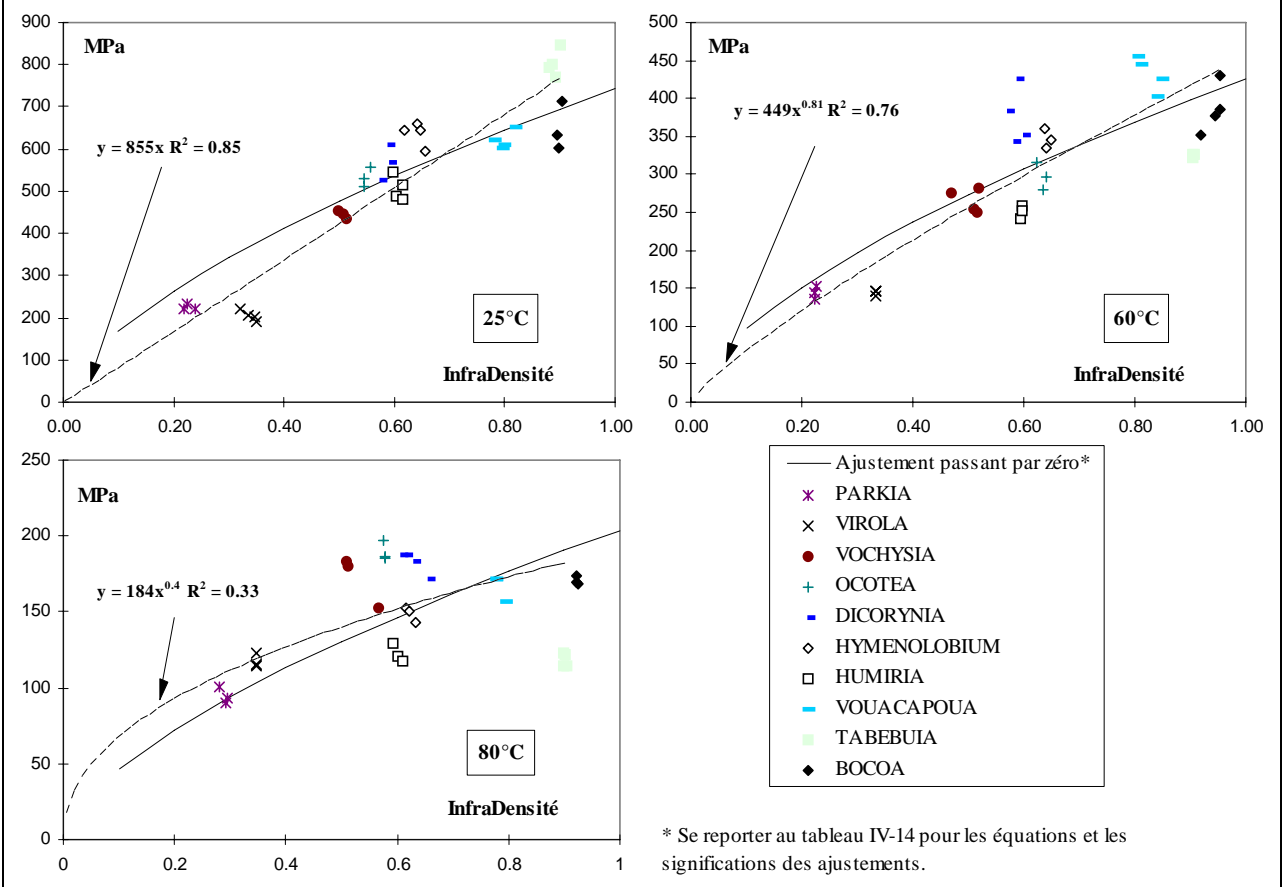 900
800
700
600
500
400
300
200
100
0
MPa
y = 855x R² = 0.85
25°C
InfraDensité
0.00 0.20 0.40 0.60 0.80 1.00
500
450
400
350
300
250
200
150
100
50
0
MPa
y = 449x^0.81 R² = 0.76
60°C
InfraDensité
0.00 0.20 0.40 0.60 0.80 1.00
250
200
150
100
50
0
MPa
y = 184x^0.4 R² = 0.33
80°C
InfraDensité
0 0.2 0.4 0.6 0.8 1
Ajustement passant par zéro*
PARKIA
VIROLA
VOCHYSIA
OCOTEA
DICORYNIA
HYMENOLOBIUM
HUMIRIA
VOUACAPOUA
TABEBUIA
BOCOA
* Se reporter au tableau IV-14 pour les équations et les
significations des ajustements.